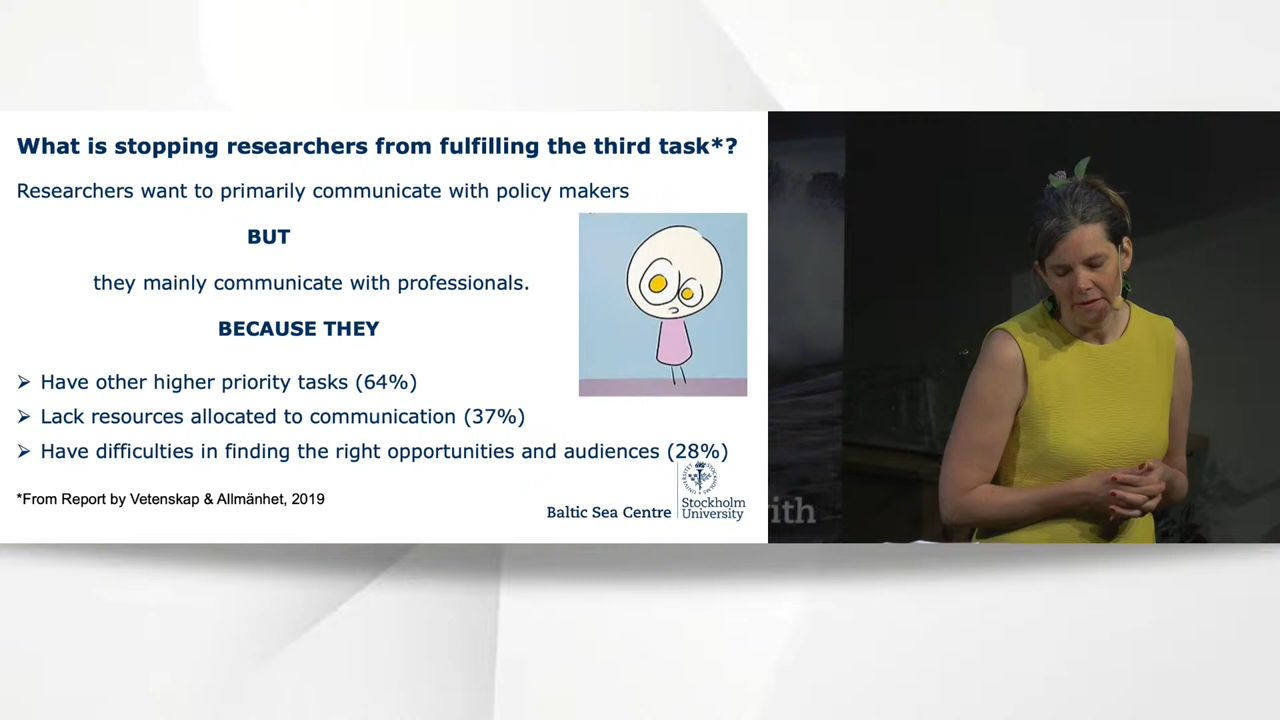 What is stopping researchers from fulfilling the third task*?
Researchers want to primarily communicate with policy makers
BUT
they mainly communicate with professionals.
BECAUSE THEY
Have other higher priority tasks (64%)
Lack resources allocated to communication (37%)
Have difficulties in finding the right opportunities and audiences (28%)
*From Report by Vetenskap & Allmänhet, 2019
Baltic Sea Centre
Stockholm
University
ith